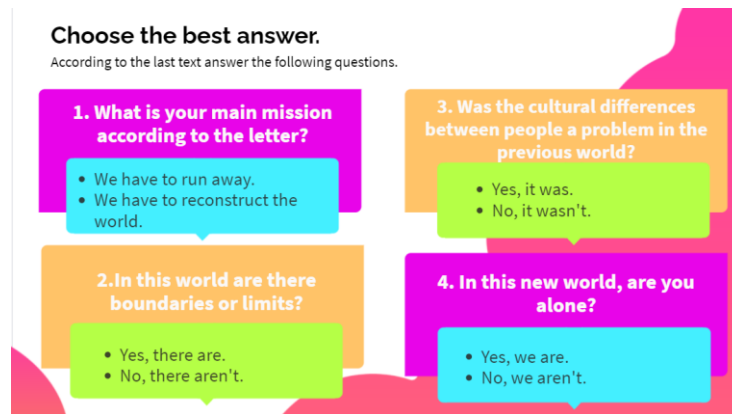 Choose the best answer.
According to the last text answer the following questions.
1. What is your main mission
according to the letter?
• We have to run away.
• We have to reconstruct the
world.
2.In this world are there
boundaries or limits?
• Yes, there are.
• No, there aren't.
3. Was the cultural differences
between people a problem in the
previous world?
• Yes, it was.
• No, it wasn't.
4. In this new world, are you
alone?
• Yes, we are.
• No, we aren't.